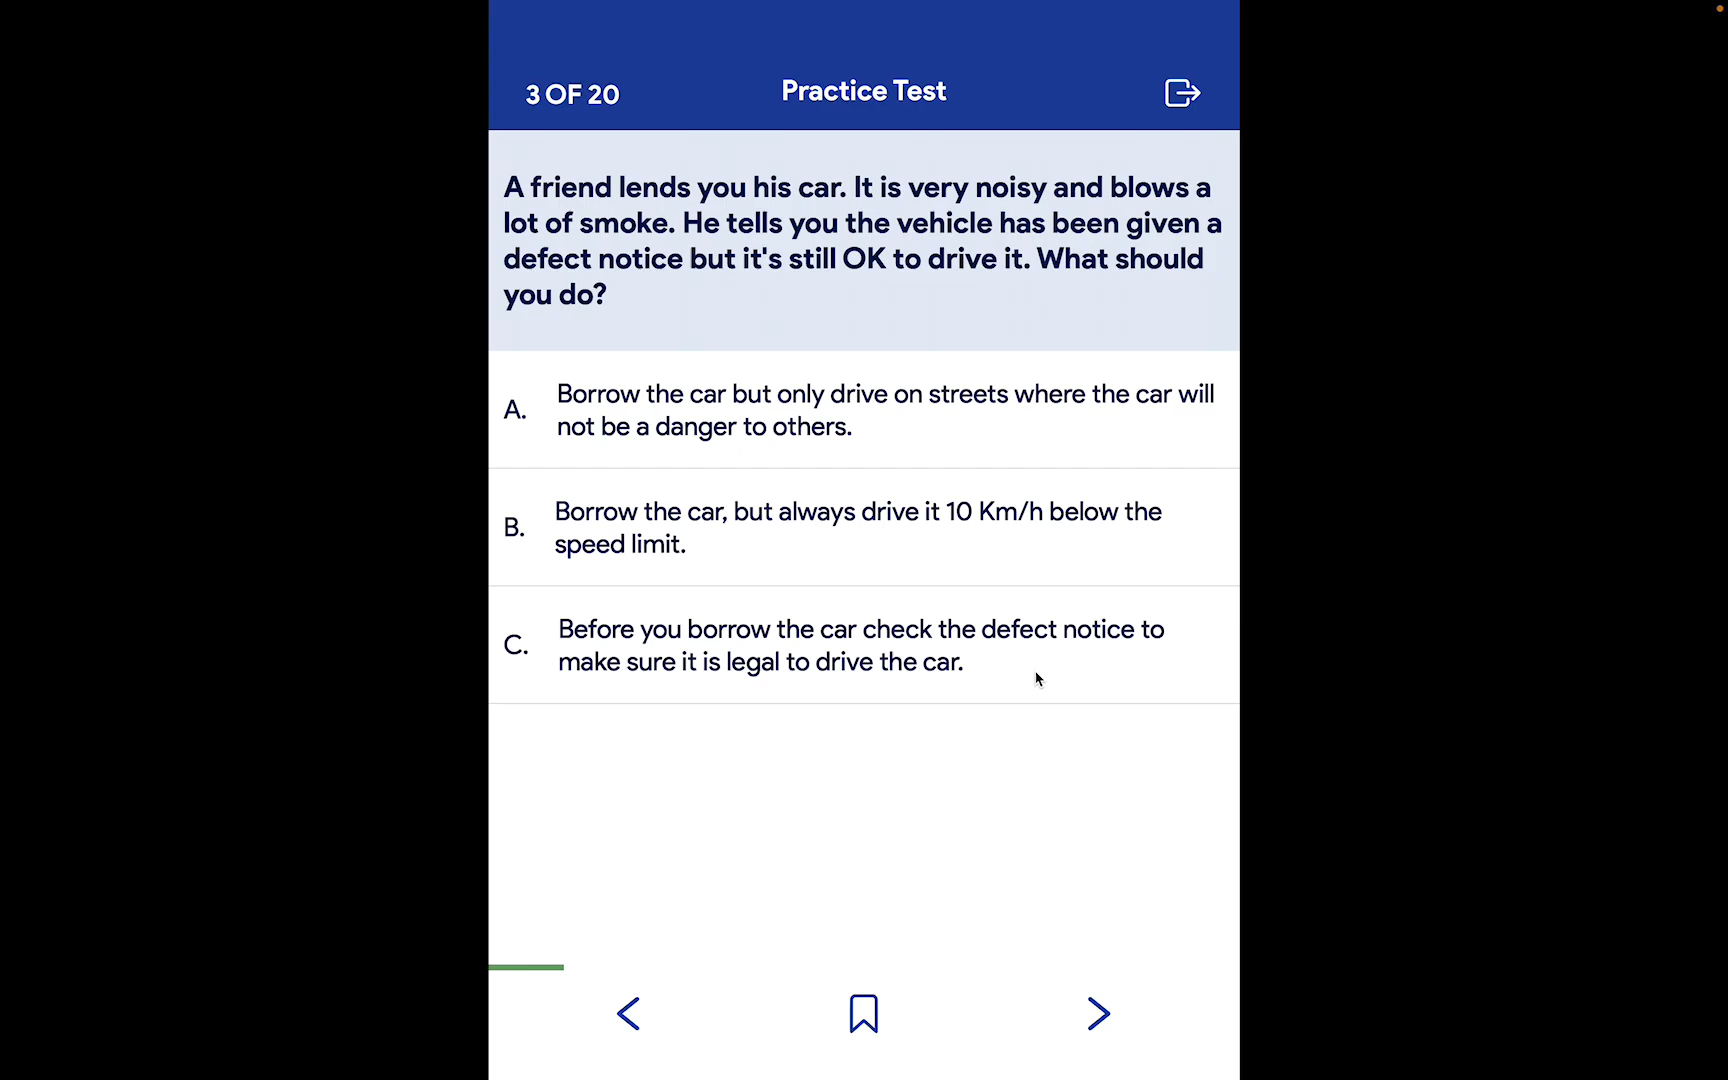 3 OF 20
Practice Test
A friend lends you his car. It is very noisy and blows a
lot of smoke. He tells you the vehicle has been given a
defect notice but it's still OK to drive it. What should
you do?
A.
Borrow the car but only drive on streets where the car will
not be a danger to others.
B.
Borrow the car, but always drive it 10 Km/h below the
speed limit.
C.
Before you borrow the car check the defect notice to
make sure it is legal to drive the car.